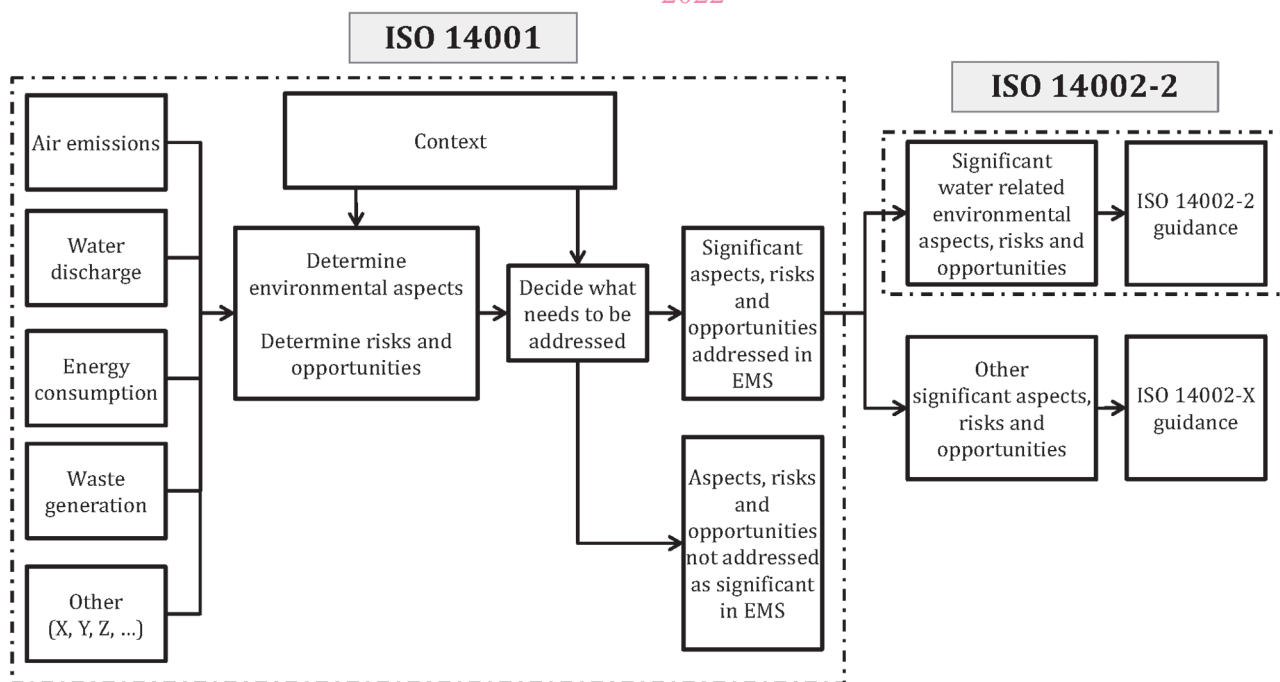 2022
ISO 14001
ISO 14002-2
Air emissions
Water
discharge
Energy
consumption
Waste
generation
Other
(X, Y, Z, ...)
Context
Determine
environmental aspects
Determine risks and
opportunities
Decide what
needs to be
addressed
Significant
aspects, risks
and
opportunities
addressed in
EMS
Aspects, risks
and
opportunities
not addressed
as significant
in EMS
Significant
water related
environmental
aspects, risks and
opportunities
ISO 14002-2
guidance
Other
significant aspects,
risks and
opportunities
ISO 14002-X
guidance